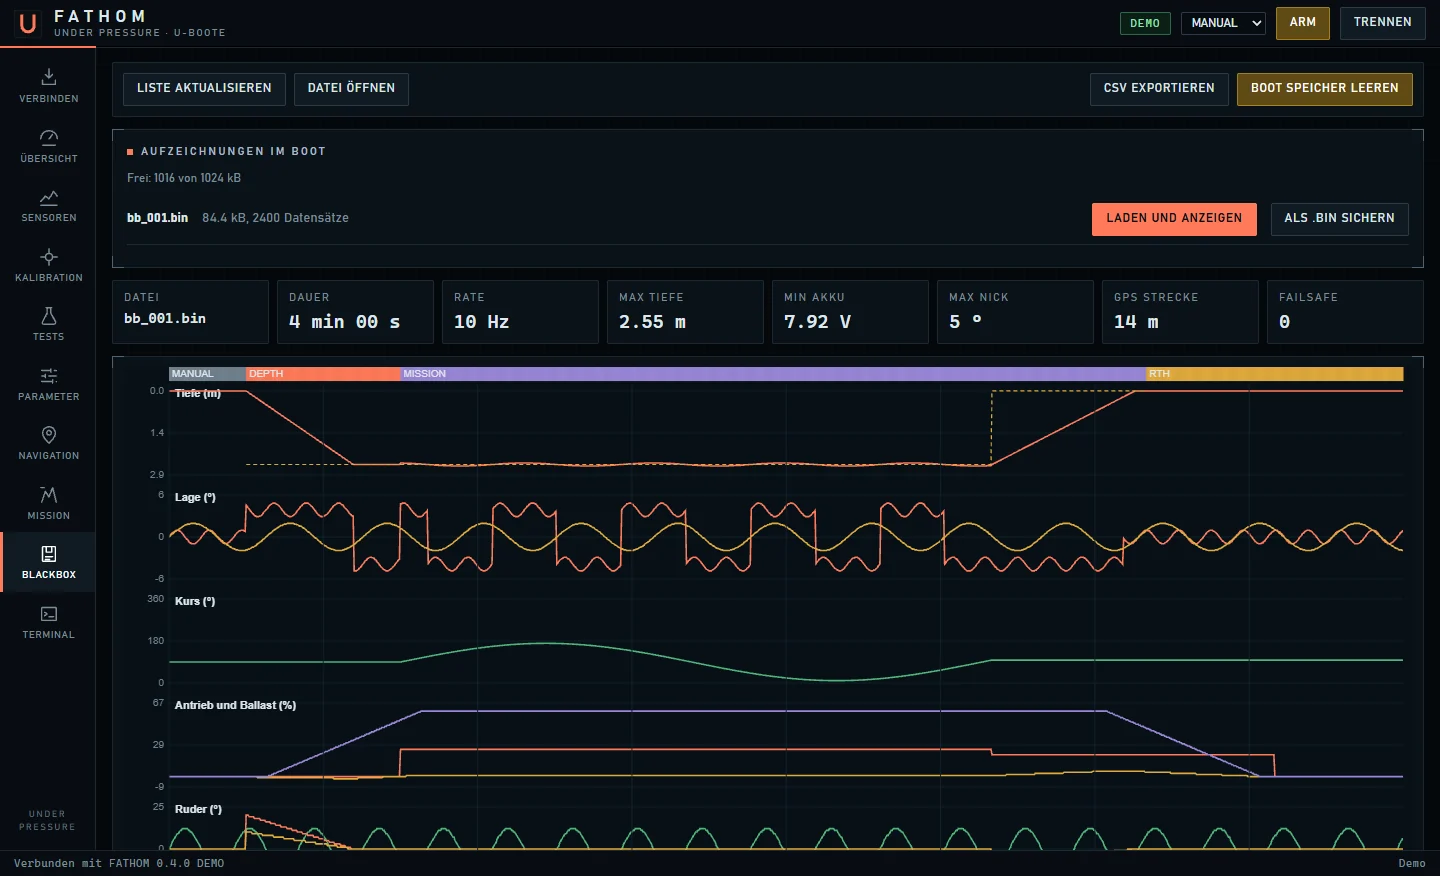 U
FATHOM
UNDER PRESSURE · U-BOOTE
DEMO
MANUAL
ARM
TRENNEN
VERBINDEN
ÜBERSICHT
SENSOREN
KALIBRATION
TESTS
PARAMETER
NAVIGATION
MISSION
BLACKBOX
TERMINAL
UNDER
PRESSURE
LISTE AKTUALISIEREN
DATEI ÖFFNEN
CSV EXPORTIEREN
BOOT SPEICHER LEEREN
AUFZEICHNUNGEN IM BOOT
Frei: 1016 von 1024 kB
bb_001.bin 84.4 kB, 2400 Datensätze
LADEN UND ANZEIGEN
ALS .BIN SICHERN
DATEI
bb_001.bin
DAUER
4 min 00 s
RATE
10 Hz
MAX TIEFE
2.55 m
MIN AKKU
7.92 V
MAX NICK
5 °
GPS STRECKE
14 m
FAILSAFE
0
MANUAL
DEPTH
MISSION
RTH
Tiefe (m)
0.0
1.4
2.9
Lage (°)
6
0
-6
Kurs (°)
360
180
0
Antrieb und Ballast (%)
67
29
-9
Ruder (°)
25
0
Verbunden mit FATHOM 0.4.0 DEMO
Demo